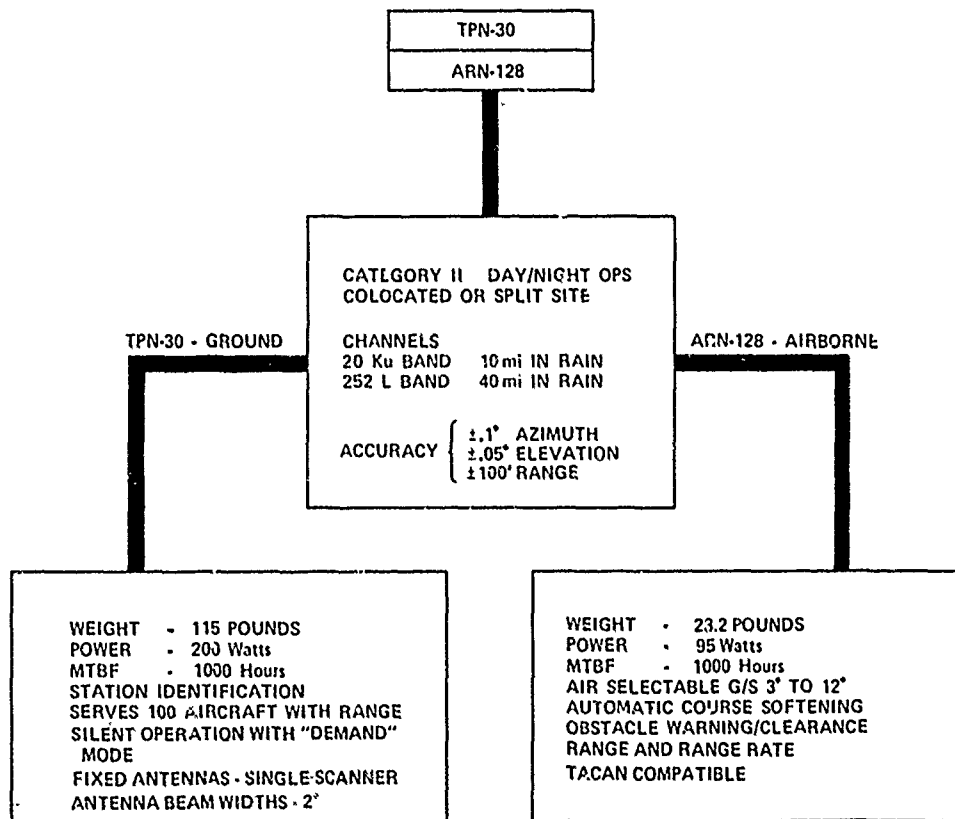 TPN-30
ARN-128
CATEGORY II DAY/NIGHT OPS
COLOCATED OR SPLIT SITE
TPN-30 - GROUND
ARN-128 - AIRBORNE
CHANNELS
20 Ku BAND 10 mi IN RAIN
252 L BAND 40 mi IN RAIN
ACCURACY { ±.1° AZIMUTH
±.05° ELEVATION
±100' RANGE
WEIGHT - 115 POUNDS
POWER - 200 Watts
MTBF - 1000 Hours
STATION IDENTIFICATION
SERVES 100 AIRCRAFT WITH RANGE
SILENT OPERATION WITH "DEMAND"
MODE
FIXED ANTENNAS - SINGLE-SCANNER
ANTENNA BEAM WIDTHS - 2°
WEIGHT - 23.2 POUNDS
POWER - 95 Watts
MTBF - 1000 Hours
AIR SELECTABLE G/S 3° TO 12°
AUTOMATIC COURSE SOFTENING
OBSTACLE WARNING/CLEARANCE
RANGE AND RANGE RATE
TACAN COMPATIBLE